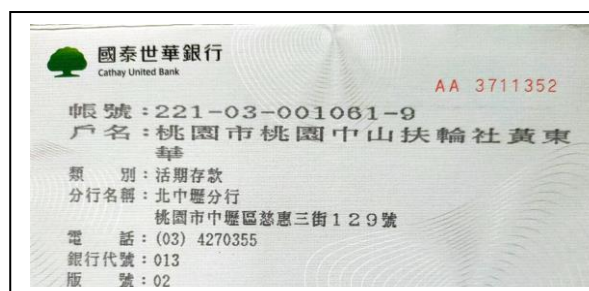 國泰世華銀行
Cathay United Bank
AA 3711352
帳號：221-03-001061-9
戶名：桃園市桃園中山扶輪社黃東
華
類　別：活期存款
分行名稱：北中壢分行
桃園市中壢區慈惠三街１２９號
電　話：(03) 4270355
銀行代號：013
版　號：02